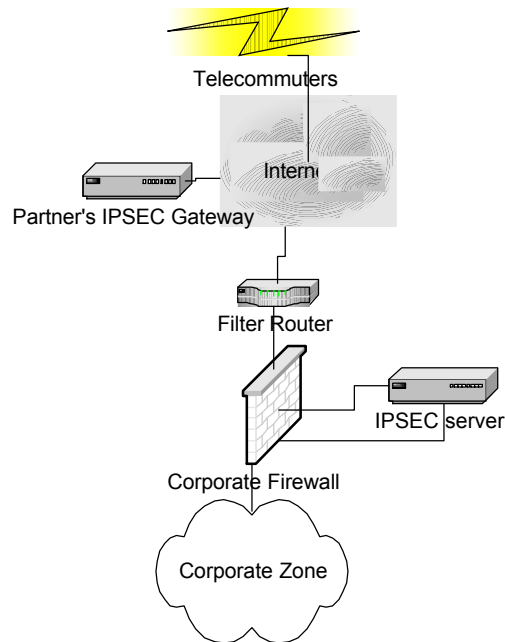 Telecommuters
Interne
Partner's IPSEC Gateway
Filter Router
IPSEC server
Corporate Firewall
Corporate Zone